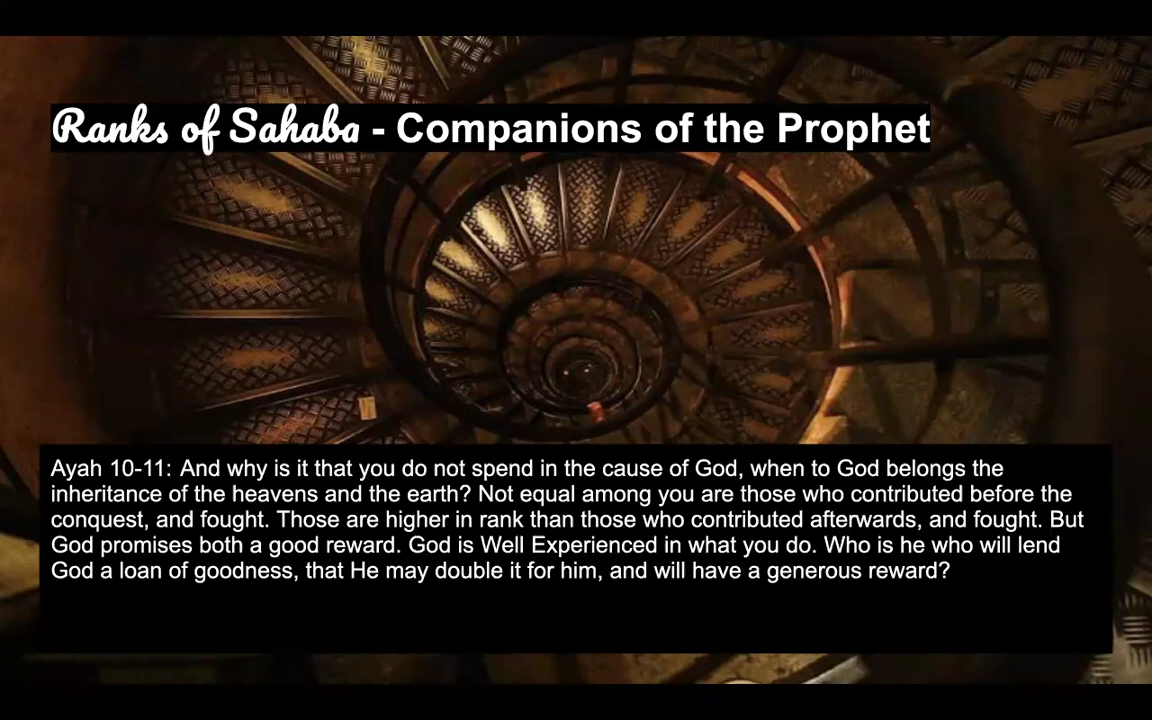 Ranks of Sahaba - Companions of the Prophet
Ayah 10-11: And why is it that you do not spend in the cause of God, when to God belongs the
inheritance of the heavens and the earth? Not equal among you are those who contributed before the
conquest, and fought. Those are higher in rank than those who contributed afterwards, and fought. But
God promises both a good reward. God is Well Experienced in what you do. Who is he who will lend
God a loan of goodness, that He may double it for him, and will have a generous reward?